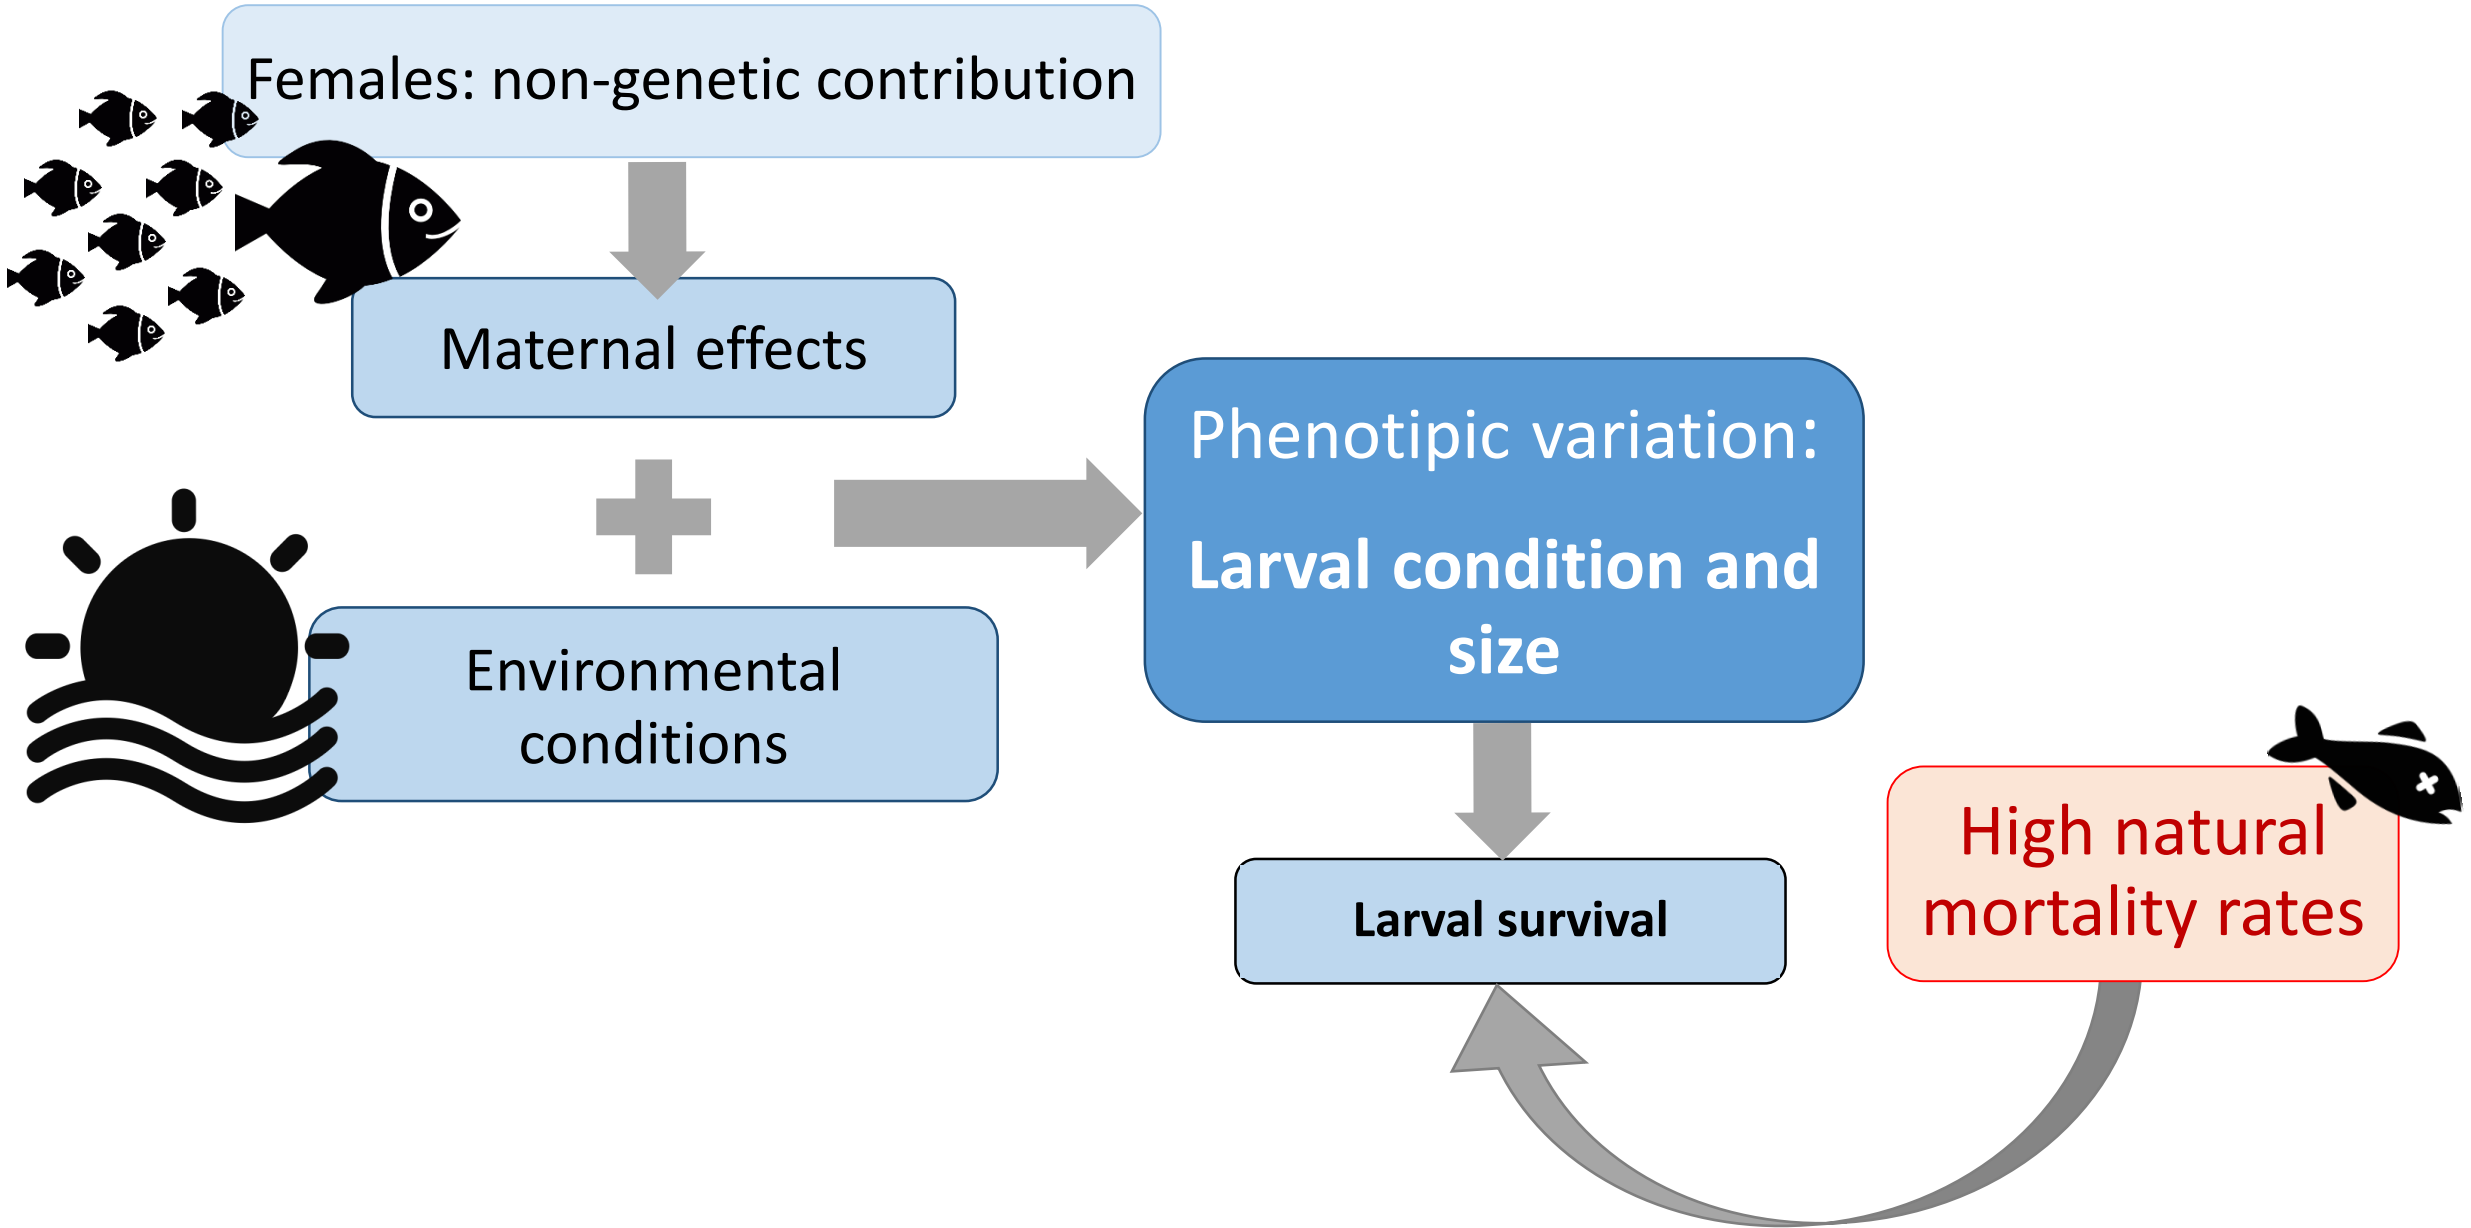 Females: non-genetic contribution
Maternal effects
Environmental
conditions
Phenotipic variation:
Larval condition and
size
Larval survival
High natural
mortality rates